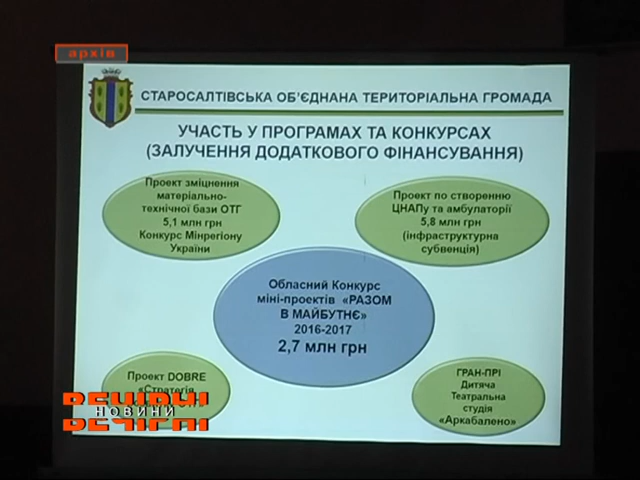 архів
СТАРОСАЛТІВСЬКА ОБ'ЄДНАНА ТЕРИТОРІАЛЬНА ГРОМАДА
УЧАСТЬ У ПРОГРАМАХ ТА КОНКУРСАХ
(ЗАЛУЧЕННЯ ДОДАТКОВОГО ФІНАНСУВАННЯ)
Проект зміцнення
матеріально-
технічної бази ОТГ
5,1 млн грн
Конкурс Мінрегіону
України
Проект по створенню
ЦНАПу та амбулаторії
5,8 млн грн
(інфраструктурна
субвенція)
Обласний Конкурс
міні-проектів «РАЗОМ
В МАЙБУТНЄ»
2016-2017
2,7 млн грн
Проект DOBRE
«Стратегія
ГРАН-ПРІ
Дитяча
Театральна
студія
«Аркабалено»
ВЕЧІРНІ
НОВИНИ
ВЕЧІРНІ